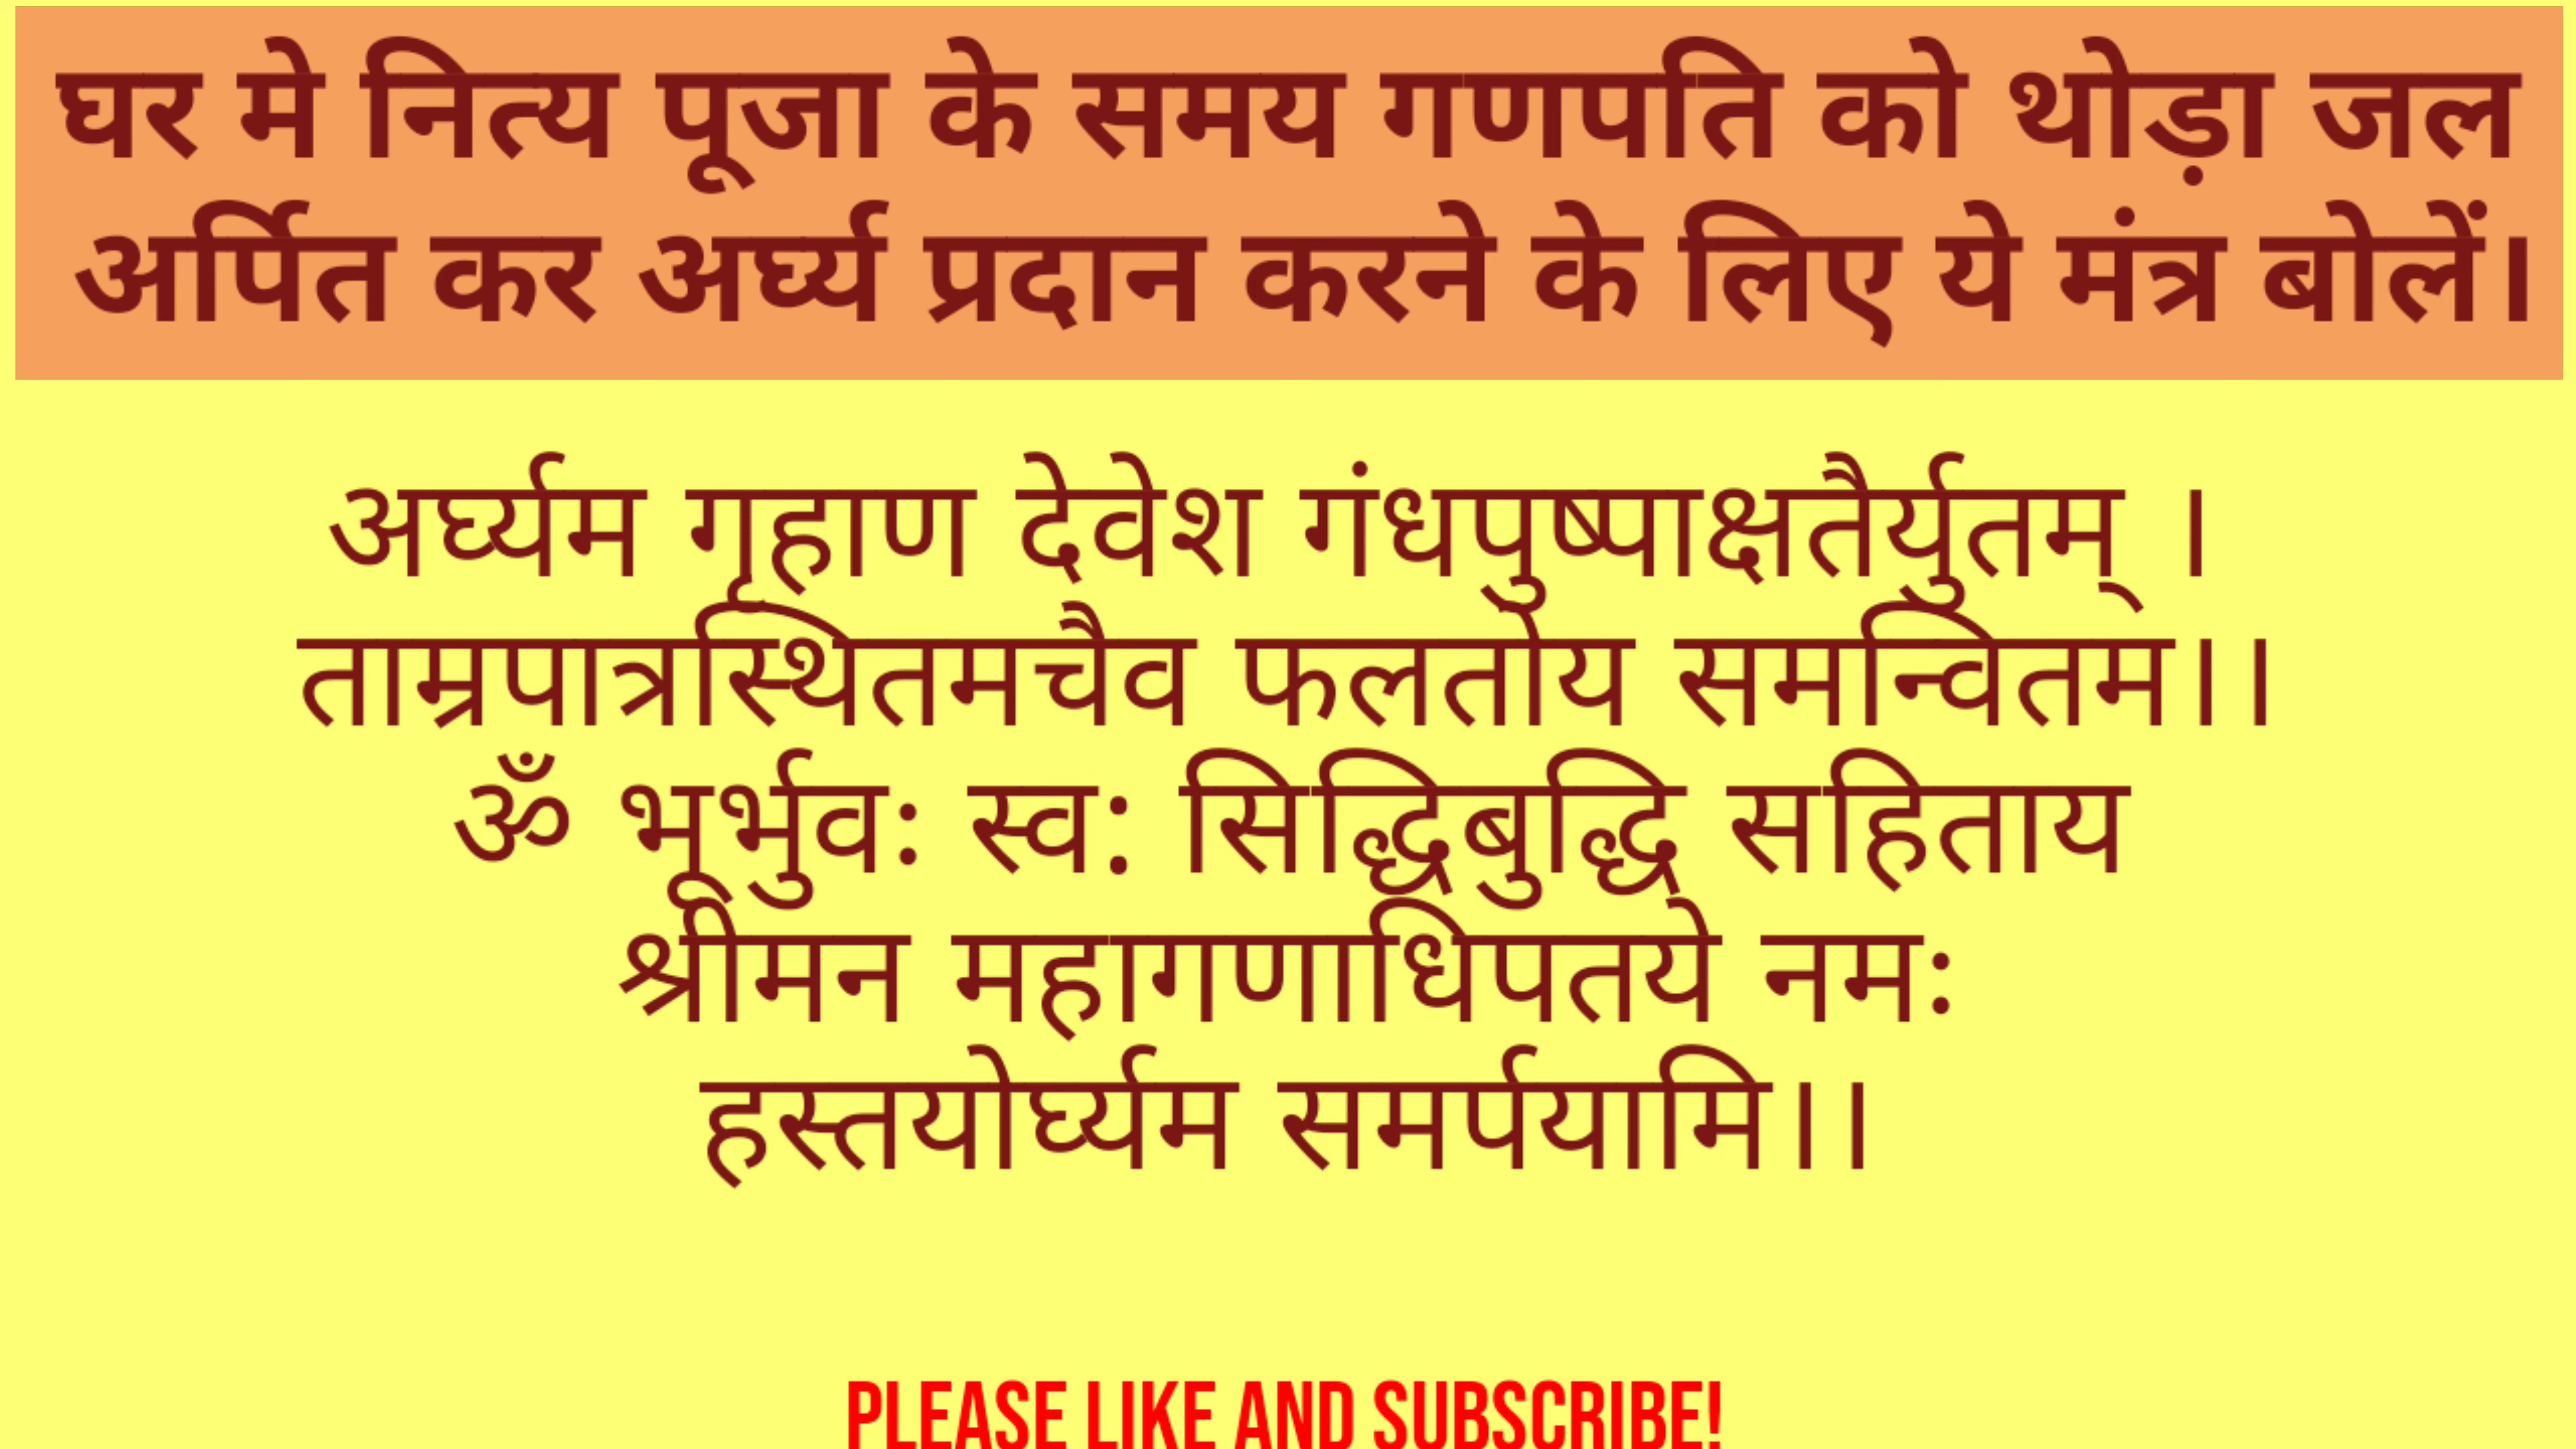 घर मे नित्य पूजा के समय गणपति को थोड़ा जल
अर्पित कर अर्घ्य प्रदान करने के लिए ये मंत्र बोलें।
अर्घ्यम गृहाण देवेश गंधपुष्पाक्षतैर्युतम् ।
ताम्रपात्रस्थितमचैव फलतोय समन्वितम।।
ॐ भूर्भुवः स्व: सिद्धिबुद्धि सहिताय
श्रीमन महागणाधिपतये नमः
हस्तयोर्घ्यम समर्पयामि।।
PLEASE LIKE AND SUBSCRIBE!